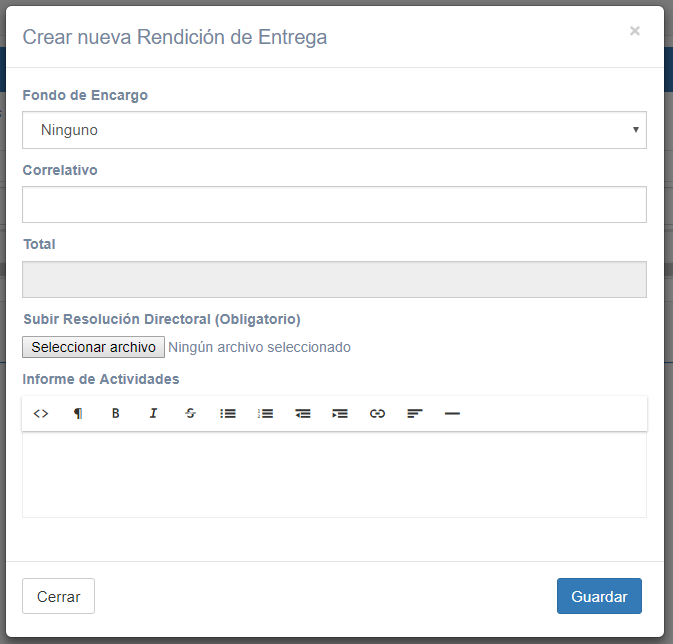 Crear nueva Rendición de Entrega
×
Fondo de Encargo
Ninguno
Correlativo
Total
Subir Resolución Directoral (Obligatorio)
Seleccionar archivo Ningún archivo seleccionado
Informe de Actividades
<> ¶ B I S
Cerrar Guardar